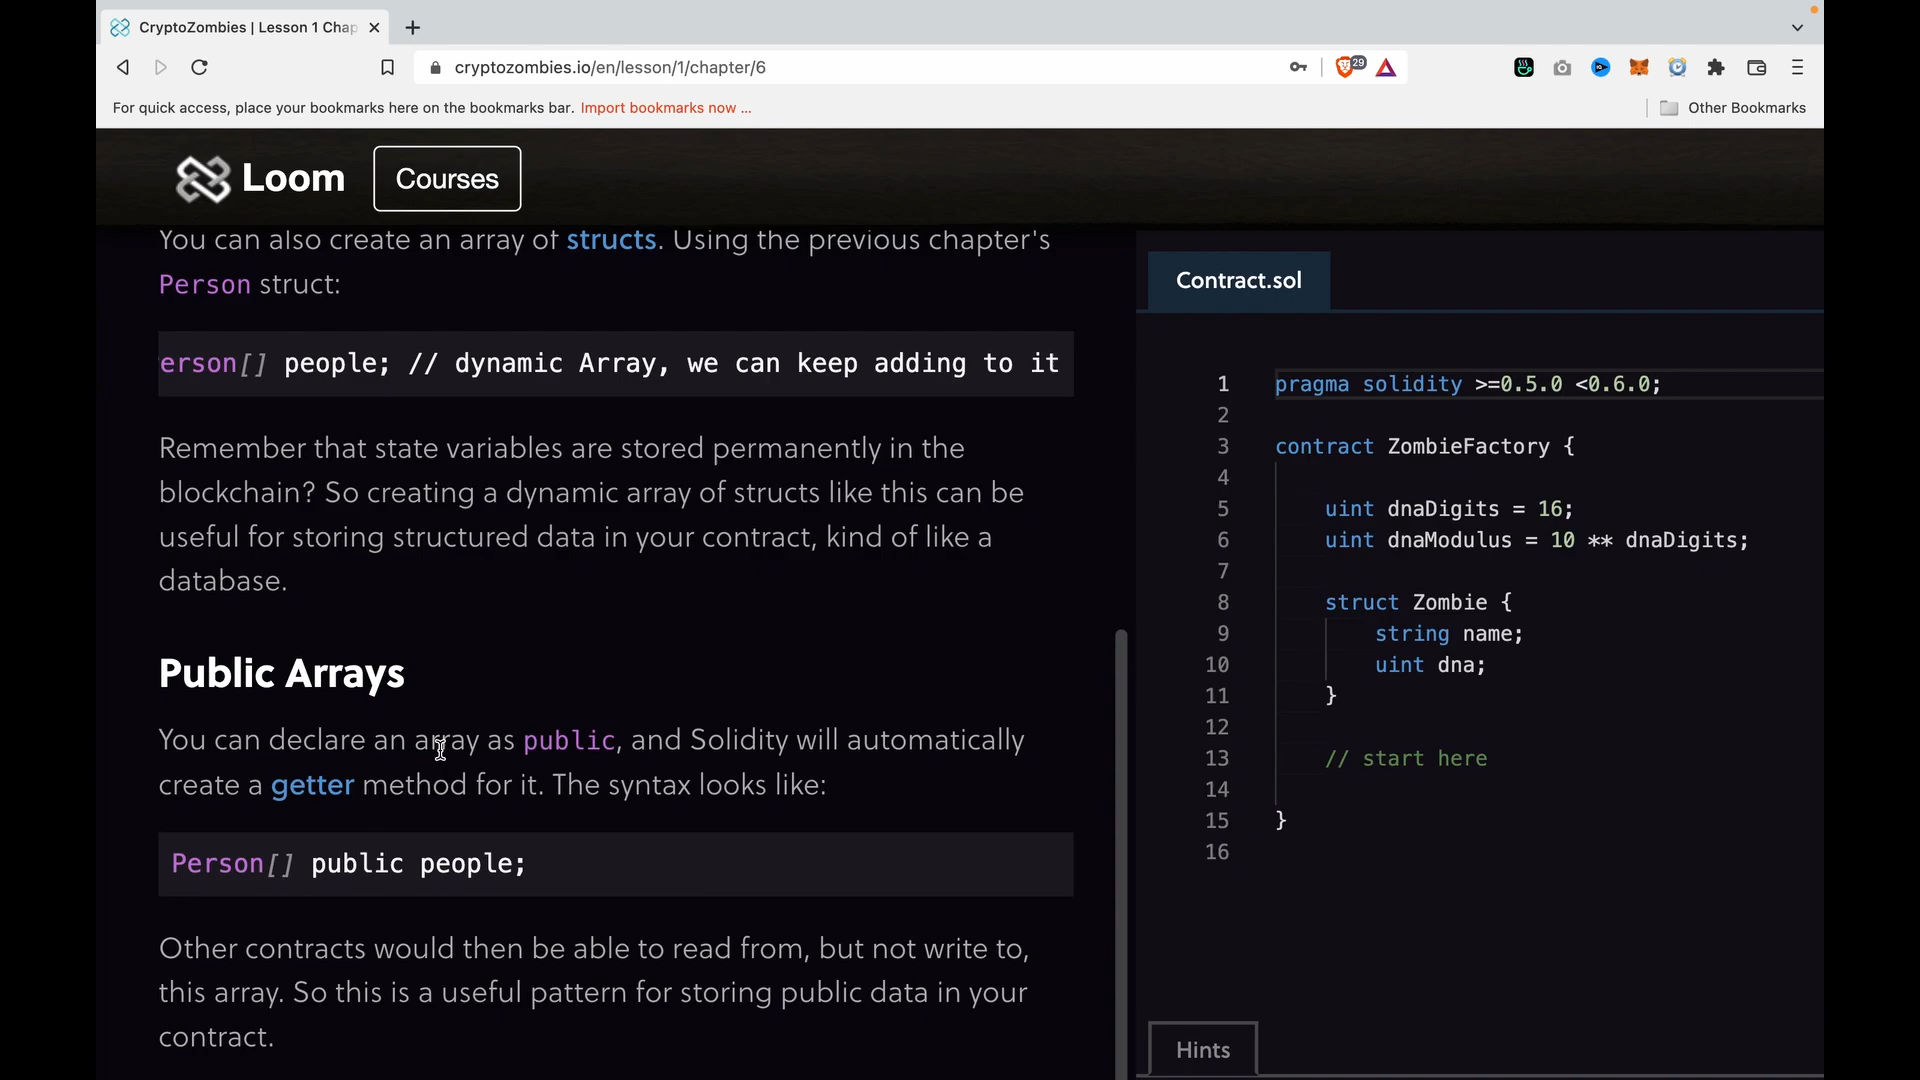 CryptoZombies | Lesson 1 Chap
cryptozombies.io/en/lesson/1/chapter/6
29
For quick access, place your bookmarks here on the bookmarks bar. Import bookmarks now ...
Other Bookmarks
Loom
Courses
You can also create an array of structs. Using the previous chapter's
Person struct:
erson[] people; // dynamic Array, we can keep adding to it
Remember that state variables are stored permanently in the
blockchain? So creating a dynamic array of structs like this can be
useful for storing structured data in your contract, kind of like a
database.
Public Arrays
You can declare an array as public, and Solidity will automatically
create a getter method for it. The syntax looks like:
Person[] public people;
Other contracts would then be able to read from, but not write to,
this array. So this is a useful pattern for storing public data in your
contract.
Contract.sol
1 pragma solidity >=0.5.0 <0.6.0;
2
3 contract ZombieFactory {
4
5 uint dnaDigits = 16;
6 uint dnaModulus = 10 ** dnaDigits;
7
8 struct Zombie {
9 string name;
10 uint dna;
11 }
12
13 // start here
14
15 }
16
Hints